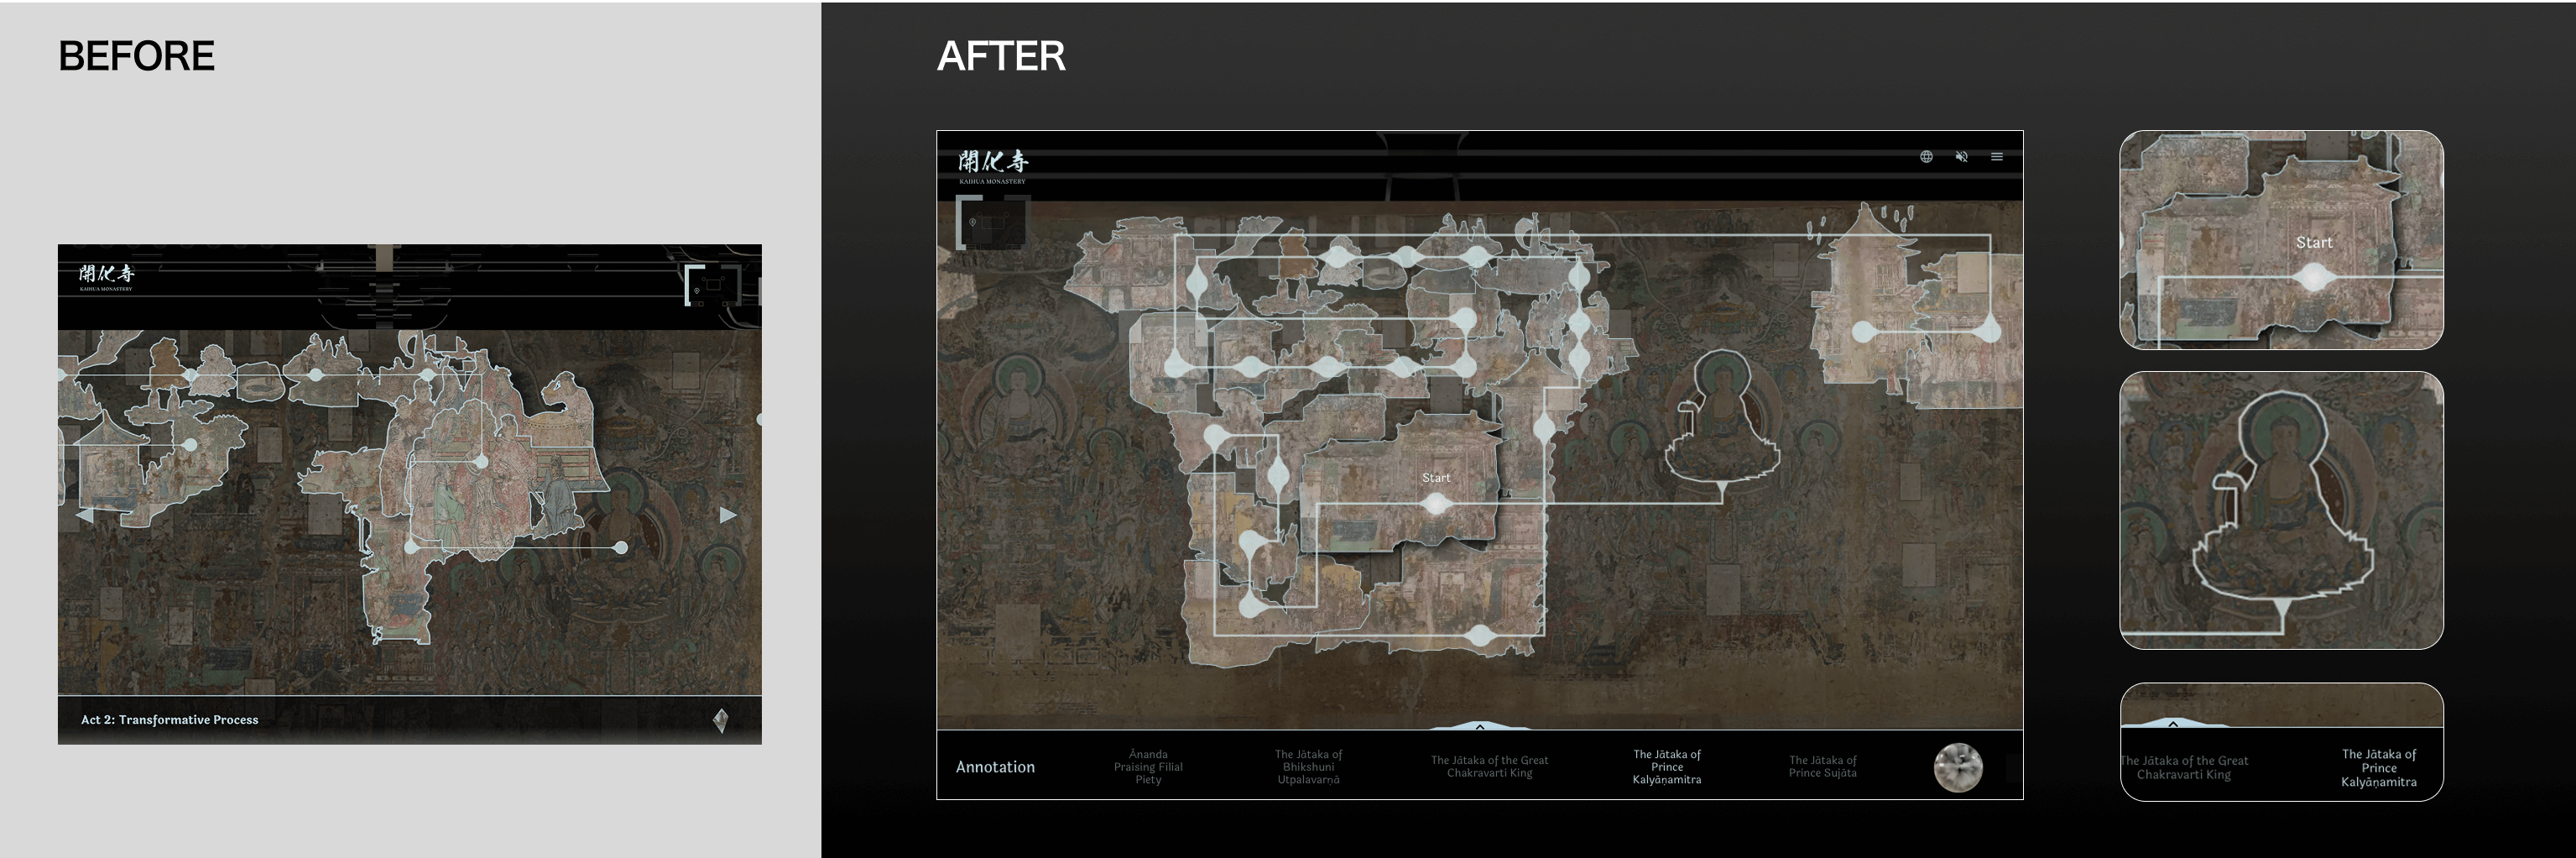 BEFORE
開化寺
KAIHUA MONASTERY
Act 2: Transformative Process
AFTER
開化寺
KAIHUA MONASTERY
Start
Annotation
Ānanda
Praising Filial
Piety
The Jātaka of
Bhikshuni
Utpalavarṇā
The Jātaka of the Great
Chakravarti King
The Jātaka of
Prince
Kalyāṇamitra
The Jātaka of
Prince Sujāta
Start
The Jātaka of the Great
Chakravarti King
The Jātaka of
Prince
Kalyāṇamitra